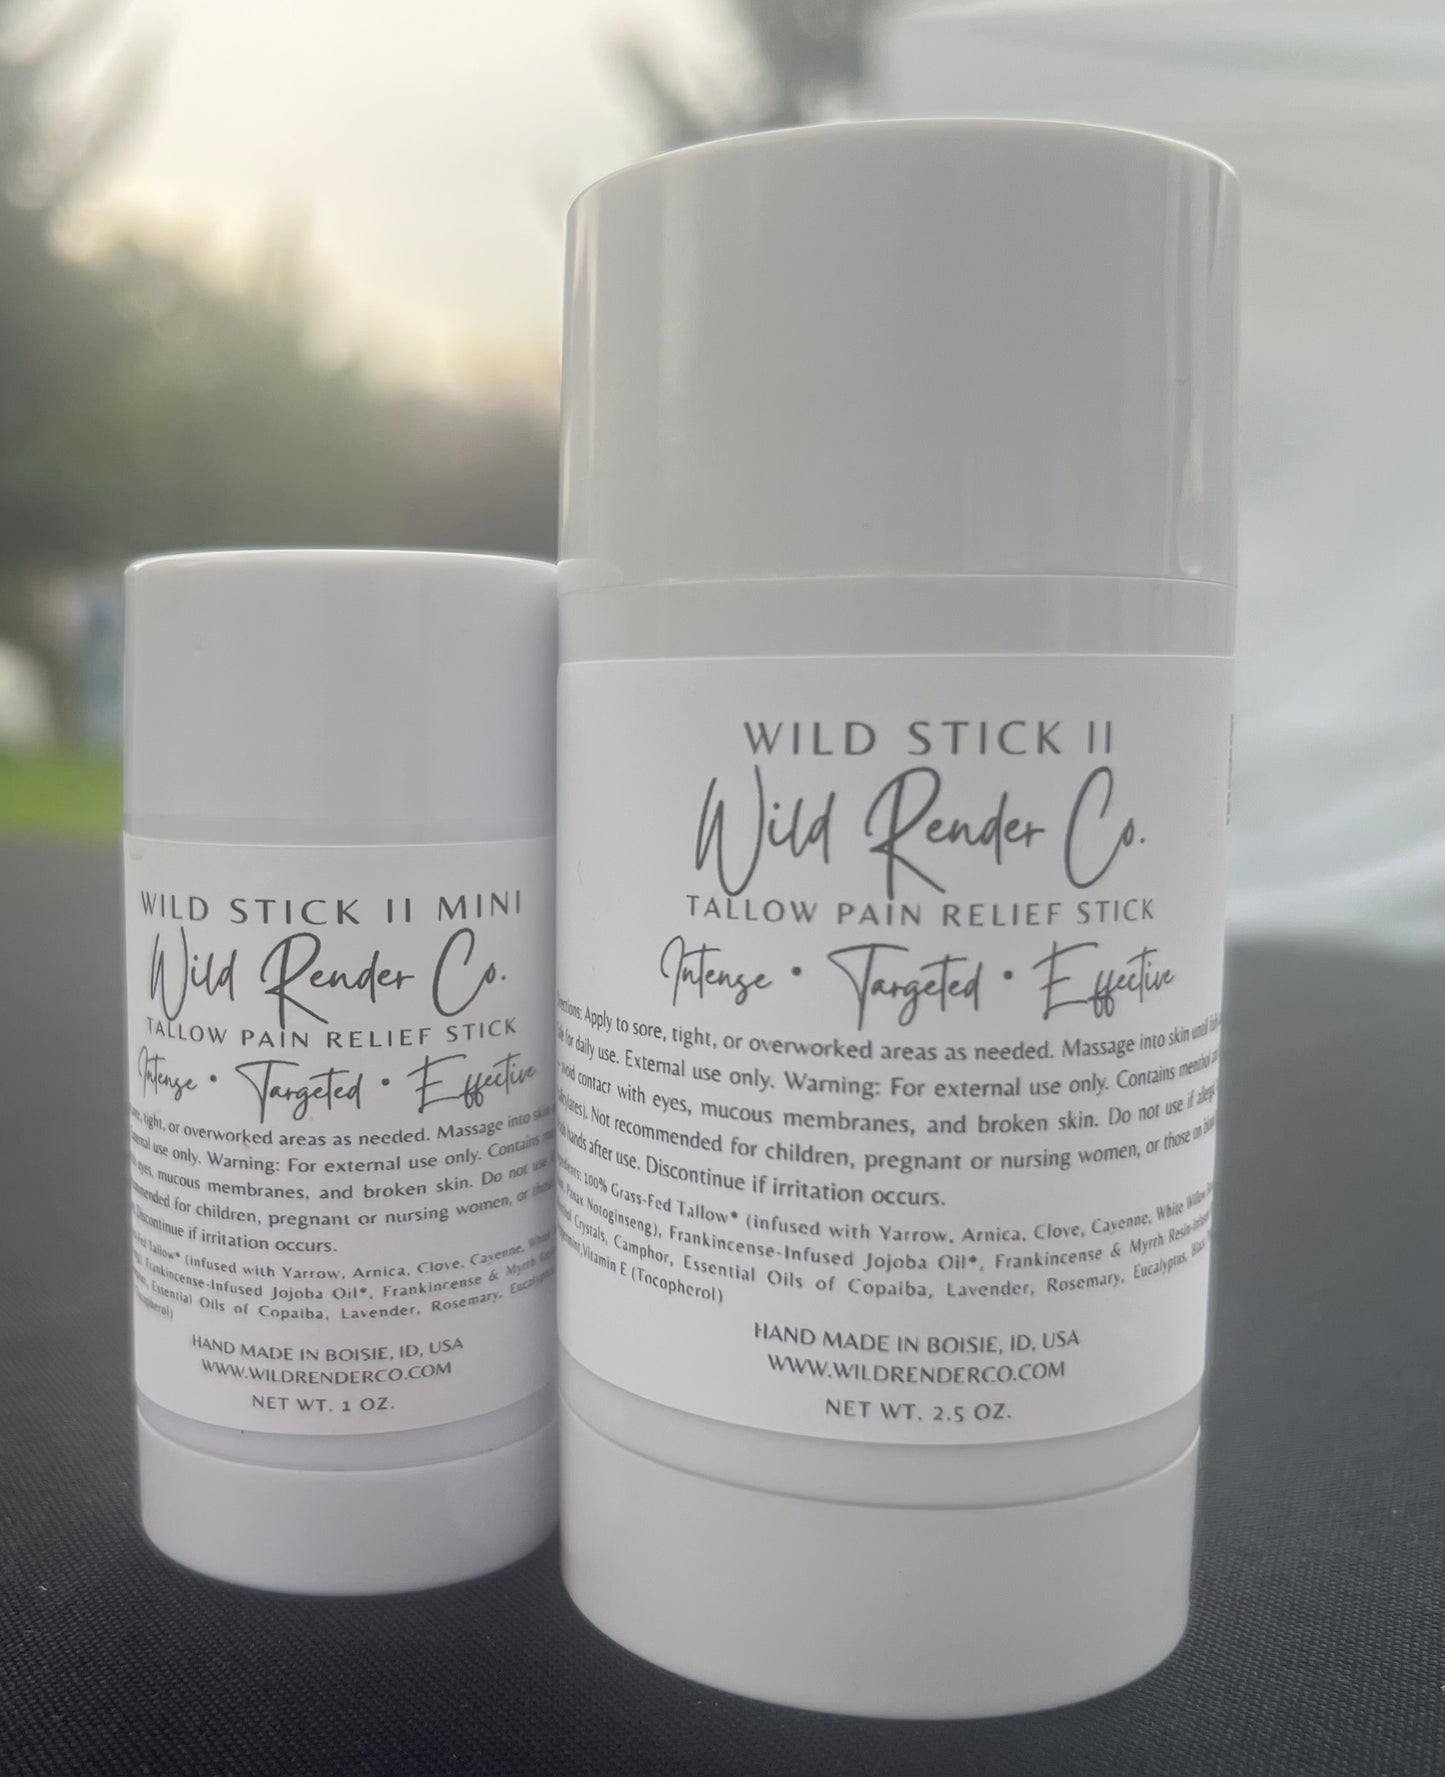 WILD STICK II MINI
Wild Render Co.
TALLOW PAIN RELIEF STICK
Intense • Targeted • Effective
tight, or overworked areas as needed. Massage into skin
use only. Warning: For external use only. Contains
eyes, mucous membranes, and broken skin. Do not use
for children, pregnant or nursing women, or
Discontinue if irritation occurs.
Tallow* (infused with Yarrow, Arnica, Clove, Cayenne, White
Frankincense-Infused Jojoba Oil*, Frankincense & Myrrh
Essential Oils of Copaiba, Lavender, Rosemary,
HAND MADE IN BOISIE, ID, USA
WWW.WILDRENDERCO.COM
NET WT. 1 OZ.
WILD STICK II
Wild Render Co.
TALLOW PAIN RELIEF STICK
Intense • Targeted • Effective
Apply to sore, tight, or overworked areas as needed. Massage into skin until
for daily use. External use only. Warning: For external use only. Contains menthol
avoid contact with eyes, mucous membranes, and broken skin. Do not use if allergic
Not recommended for children, pregnant or nursing women, or those on
hands after use. Discontinue if irritation occurs.
100% Grass-Fed Tallow* (infused with Yarrow, Arnica, Clove, Cayenne, White Willow
Panax Notoginseng), Frankincense-Infused Jojoba Oil*, Frankincense & Myrrh
Crystals, Camphor, Essential Oils of Copaiba, Lavender, Rosemary, Eucalyptus,
Vitamin E (Tocopherol)
HAND MADE IN BOISIE, ID, USA
WWW.WILDRENDERCO.COM
NET WT. 2.5 OZ.